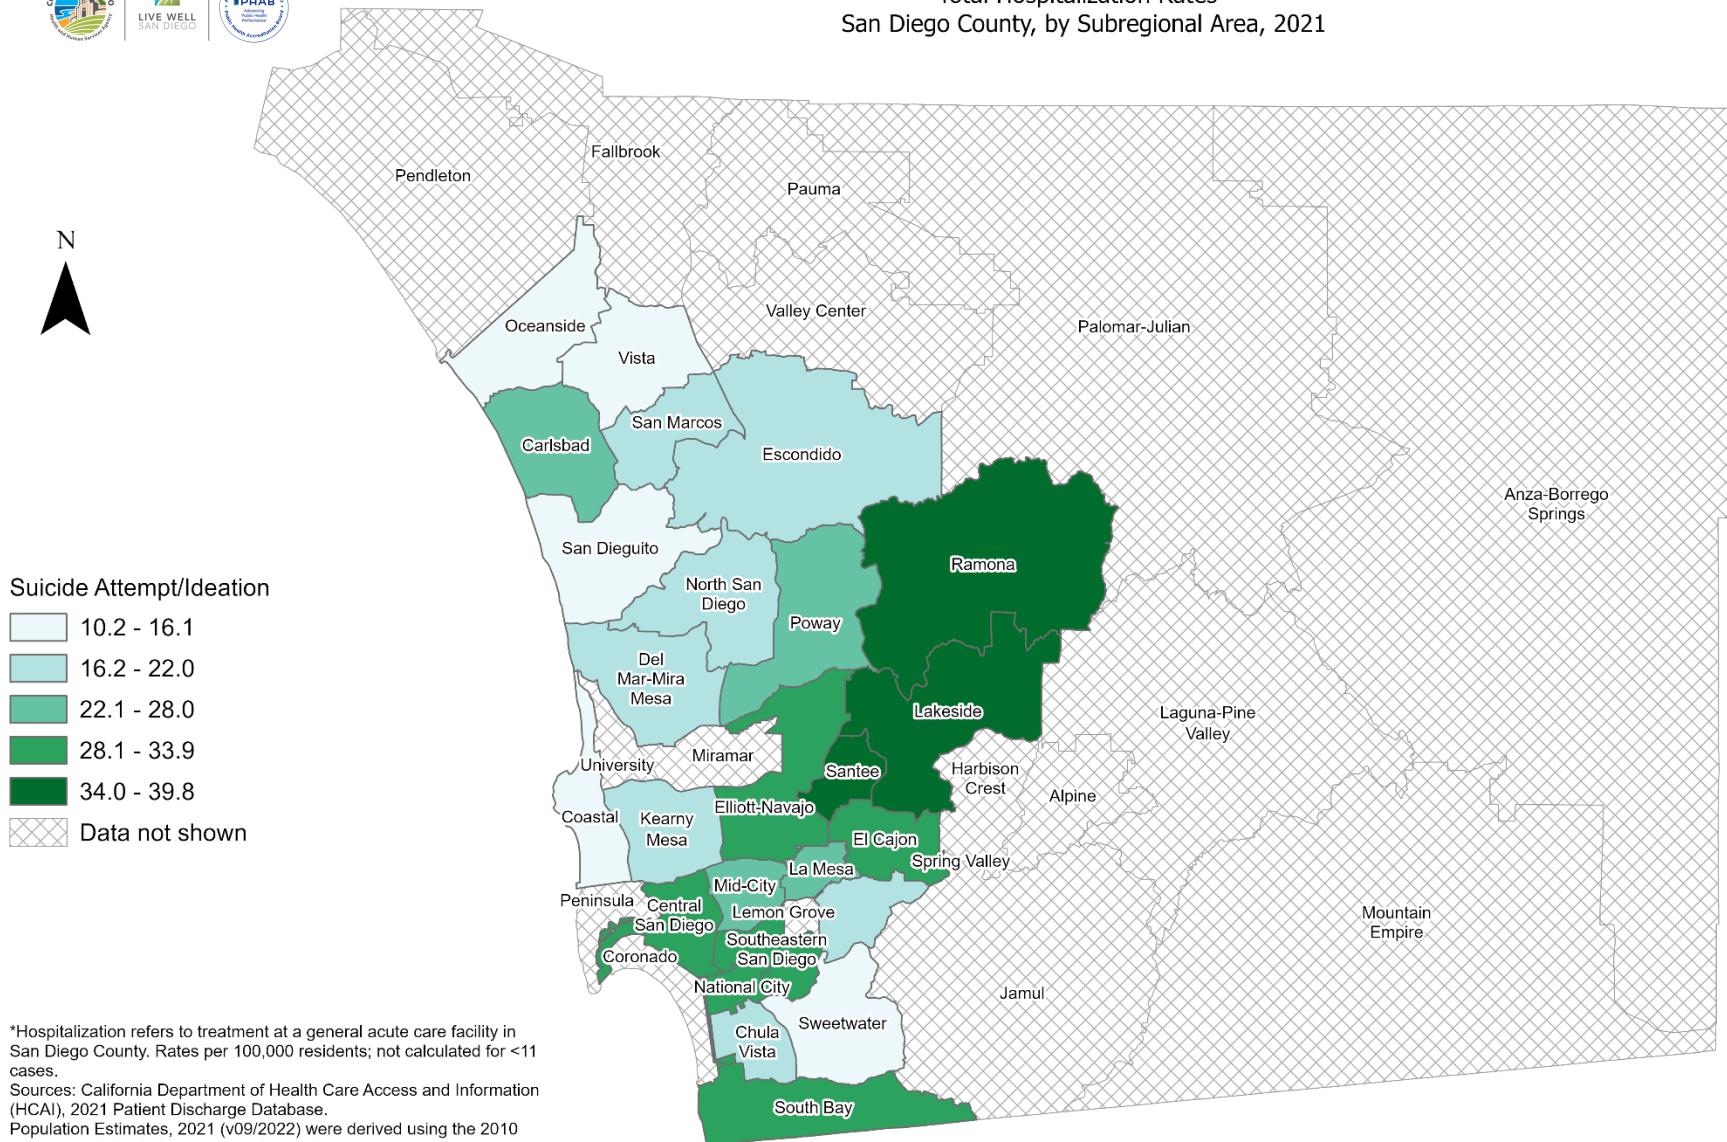 LIVE WELL
SAN DIEGO
PHAB
Advancing
Public Health
Performance
Total Hospitalization Rates
San Diego County, by Subregional Area, 2021
Fallbrook
Pendleton
Pauma
N
Valley Center
Oceanside
Palomar-Julian
Vista
San Marcos
Carlsbad
Escondido
Anza-Borrego
Springs
San Dieguito
Ramona
North San
Diego
Poway
Suicide Attempt/Ideation
10.2 - 16.1
16.2 - 22.0
22.1 - 28.0
28.1 - 33.9
34.0 - 39.8
Data not shown
Del
Mar-Mira
Mesa
Lakeside
Laguna-Pine
Valley
Miramar
University
Santee
Harbison
Crest
Alpine
Elliott-Navajo
Coastal
Kearny
Mesa
El Cajon
Spring Valley
La Mesa
Mid-City
Peninsula
Central
San Diego
Lemon Grove
Mountain
Empire
Southeastern
San Diego
Coronado
National City
Jamul
Sweetwater
Chula
Vista
South Bay
*Hospitalization refers to treatment at a general acute care facility in
San Diego County. Rates per 100,000 residents; not calculated for <11
cases.
Sources: California Department of Health Care Access and Information
(HCAI), 2021 Patient Discharge Database.
Population Estimates, 2021 (v09/2022) were derived using the 2010